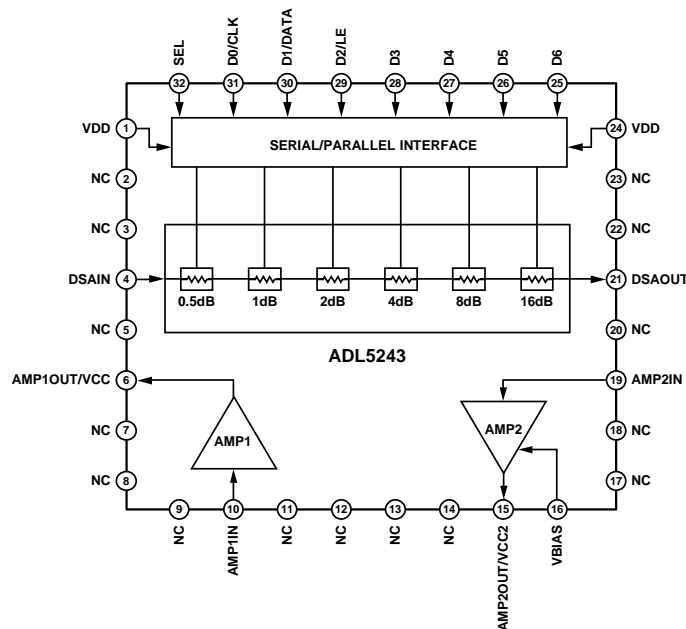 SEL
D0/CLK
D1/DATA
D2/LE
D3
D4
D5
D6
32
31
30
29
28
27
26
25
VDD 1
SERIAL/PARALLEL INTERFACE
24 VDD
NC 2
23 NC
NC 3
22 NC
DSAIN 4
21 DSAOUT
0.5dB 1dB 2dB 4dB 8dB 16dB
NC 5
20 NC
ADL5243
AMP1OUT/VCC 6
19 AMP2IN
AMP1
AMP2
NC 7
18 NC
NC 8
17 NC
9
10
11
12
13
14
15
16
NC
AMP1IN
NC
NC
NC
NC
AMP2OUT/VCC2
VBIAS